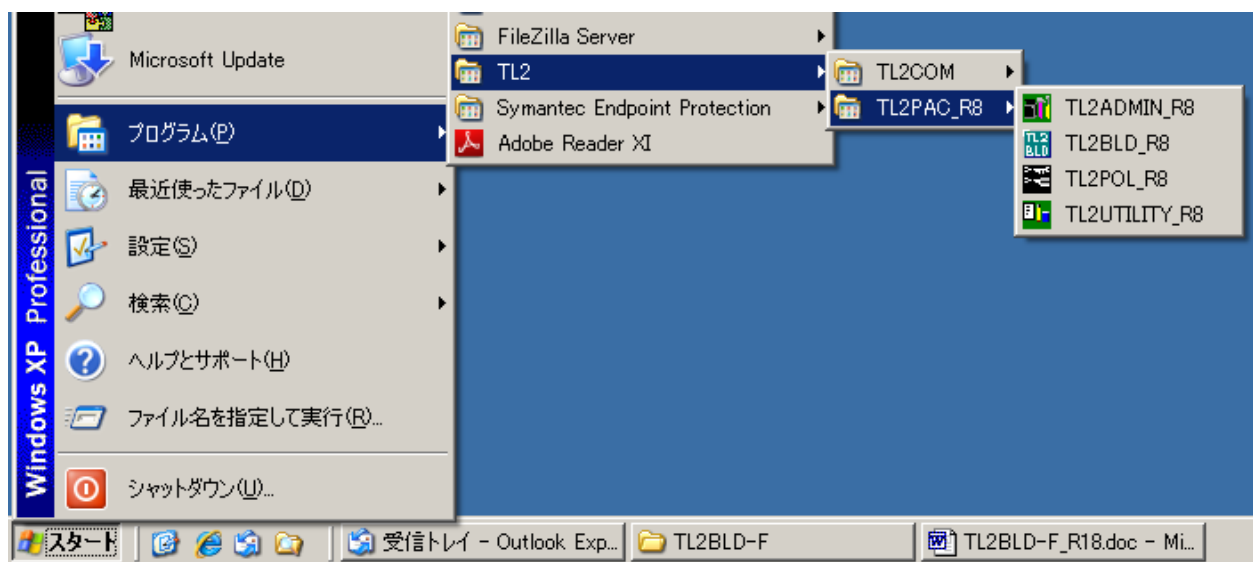 Microsoft Update
プログラム(P)
最近使ったファイル(D)
設定(S)
検索(C)
ヘルプとサポート(H)
ファイル名を指定して実行(R)...
シャットダウン(U)...
Windows XP Professional
FileZilla Server
TL2
Symantec Endpoint Protection
Adobe Reader XI
TL2COM
TL2PAC_R8
TL2ADMIN_R8
TL2BLD_R8
TL2POL_R8
TL2UTILITY_R8
TL2
BLD
スタート
受信トレイ - Outlook Exp...
TL2BLD-F
TL2BLD-F_R18.doc - Mi...